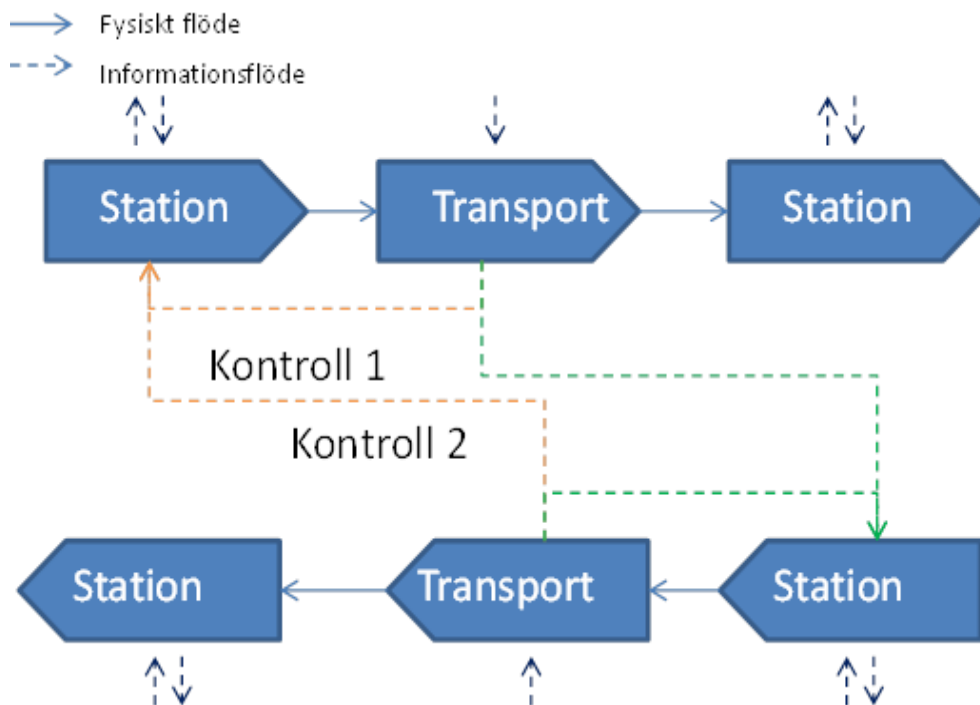 Fysiskt flöde
Informationsflöde
Station
Transport
Station
Kontroll 1
Kontroll 2
Station
Transport
Station